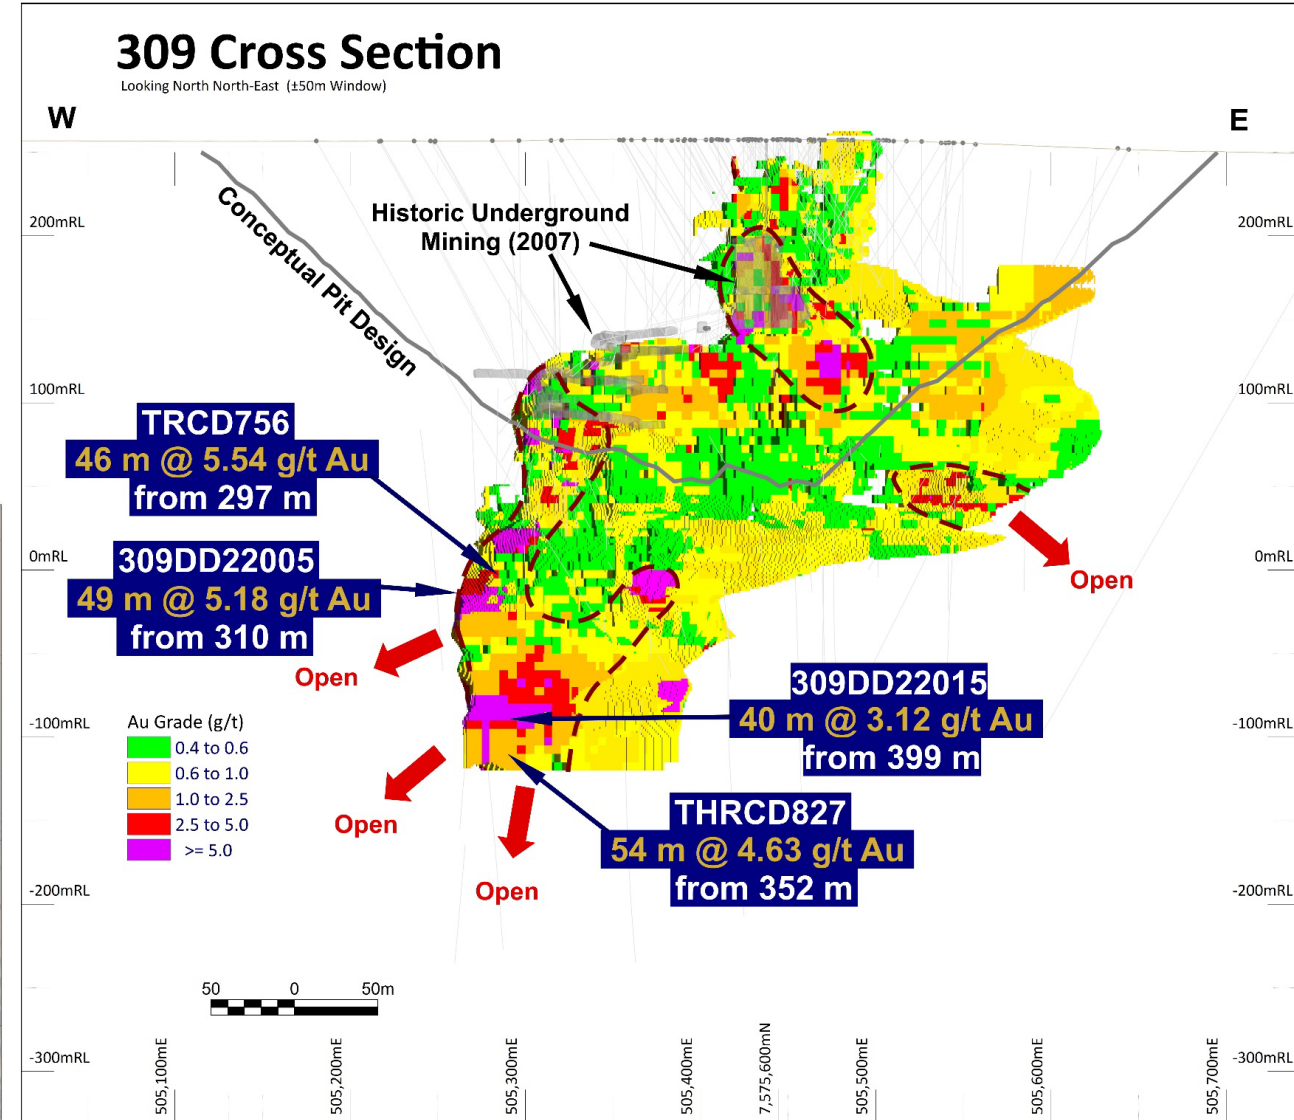 309 Cross Section
Looking North North-East (±50m Window)
W
E
Conceptual Pit Design
Historic Underground
Mining (2007)
200mRL
200mRL
100mRL
100mRL
TRCD756
46 m @ 5.54 g/t Au
from 297 m
0mRL
0mRL
309DD22005
49 m @ 5.18 g/t Au
from 310 m
Open
Open
309DD22015
40 m @ 3.12 g/t Au
from 399 m
-100mRL
-100mRL
Au Grade (g/t)
0.4 to 0.6
0.6 to 1.0
1.0 to 2.5
2.5 to 5.0
>= 5.0
Open
THRCD827
54 m @ 4.63 g/t Au
from 352 m
Open
-200mRL
-200mRL
50 0 50m
-300mRL
-300mRL
505,100mE
505,200mE
505,300mE
505,400mE
7,575,600mN
505,500mE
505,600mE
505,700mE